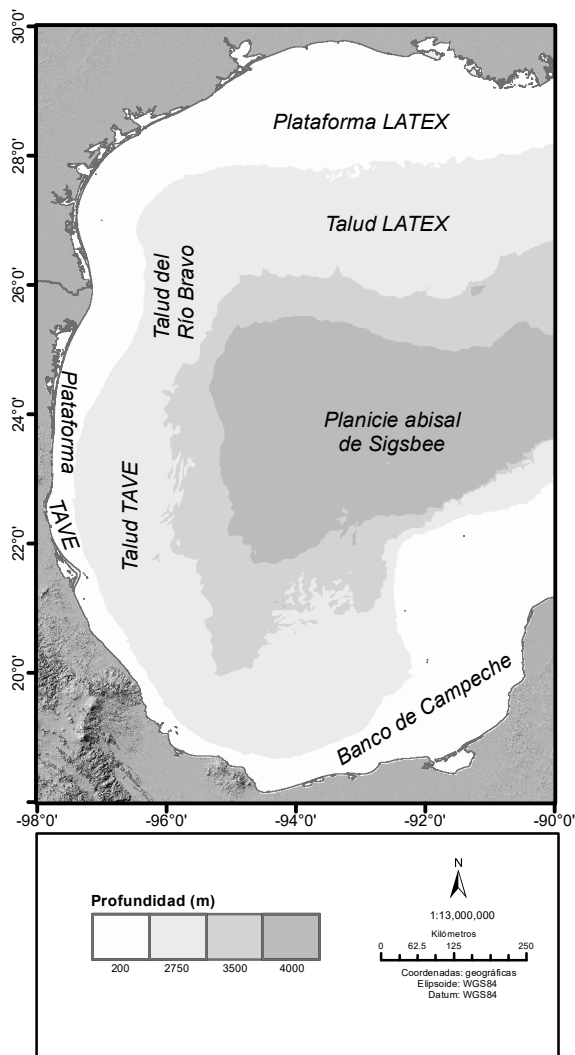 30°0'
28°0'
26°0'
24°0'
22°0'
20°0'
Plataforma LATEX
Talud LATEX
Talud del
Río Bravo
Plataforma
TAVE
Talud TAVE
Planicie abisal
de Sigsbee
Banco de Campeche
-98°0' -96°0' -94°0' -92°0' -90°0'
Profundidad (m)
200 2750 3500 4000
N
1:13,000,000
Kilómetros
0 62.5 125 250
Coordenadas: geográficas
Elipsoide: WGS84
Datum: WGS84